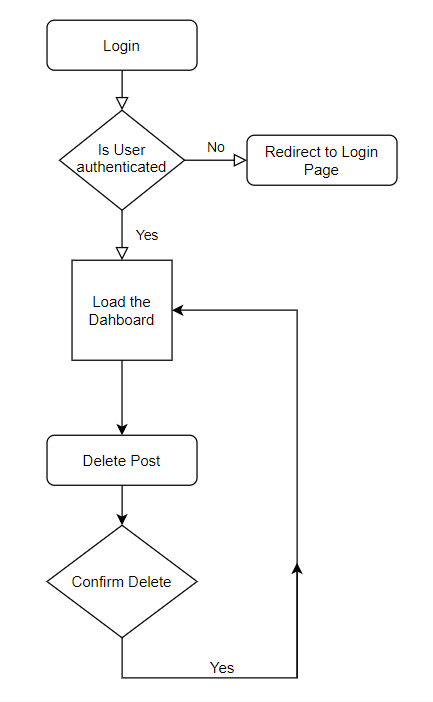 Login
Is User
authenticated
No
Redirect to Login
Page
Yes
Load the
Dahboard
Delete Post
Confirm Delete
Yes